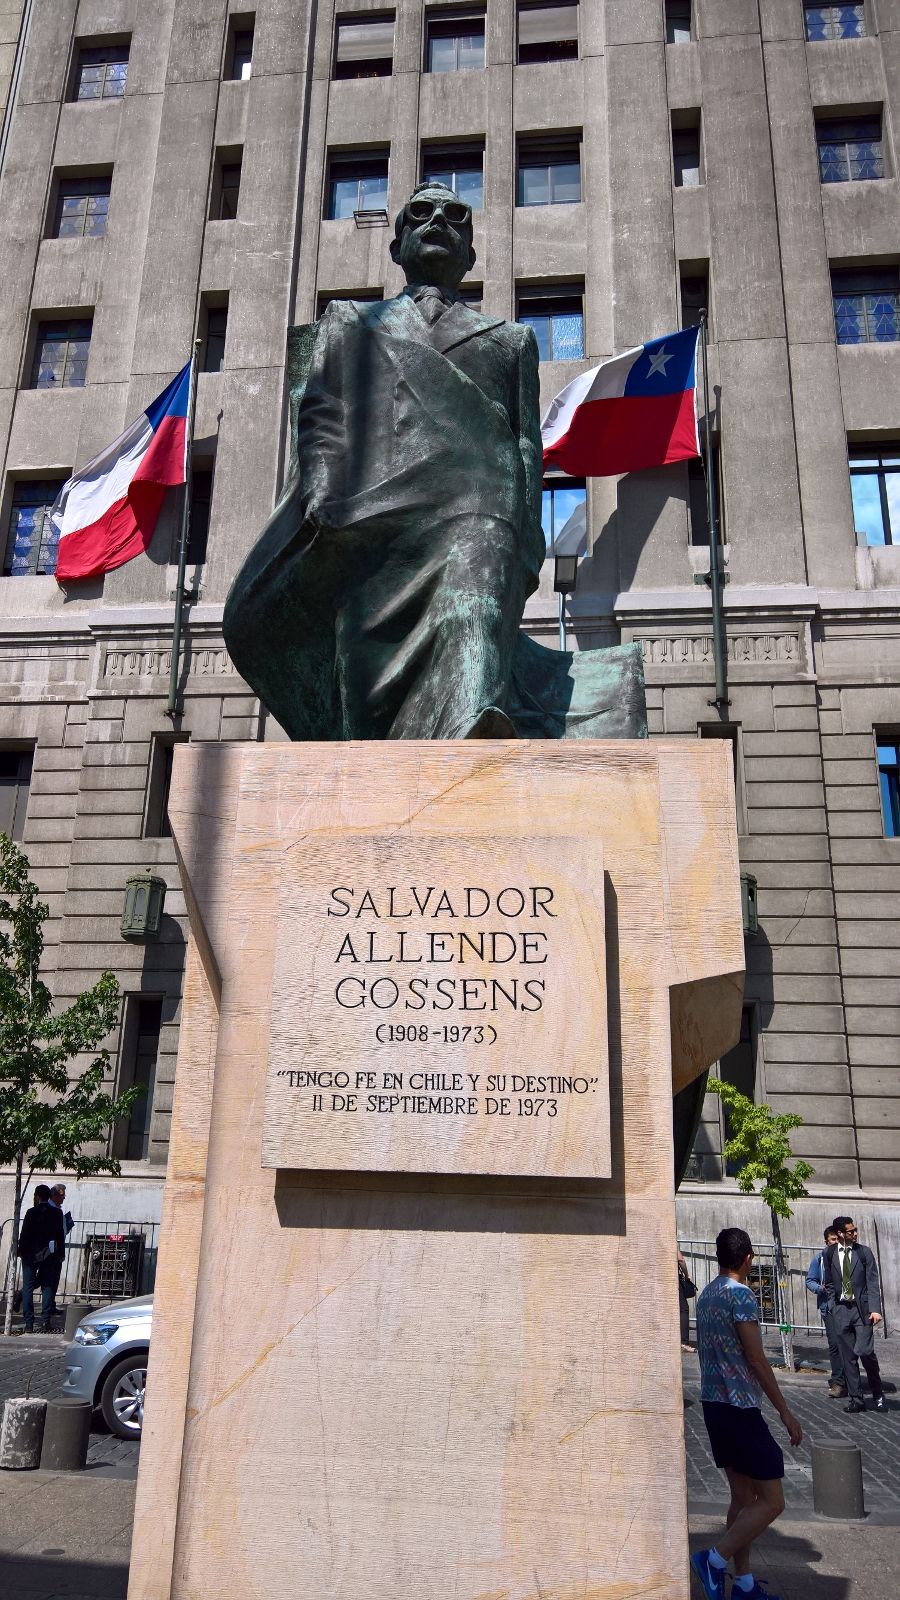 SALVADOR
ALLENDE
GOSSENS
(1908-1973)
"TENGO FE EN CHILE Y SU DESTINO".
11 DE SEPTIEMBRE DE 1973